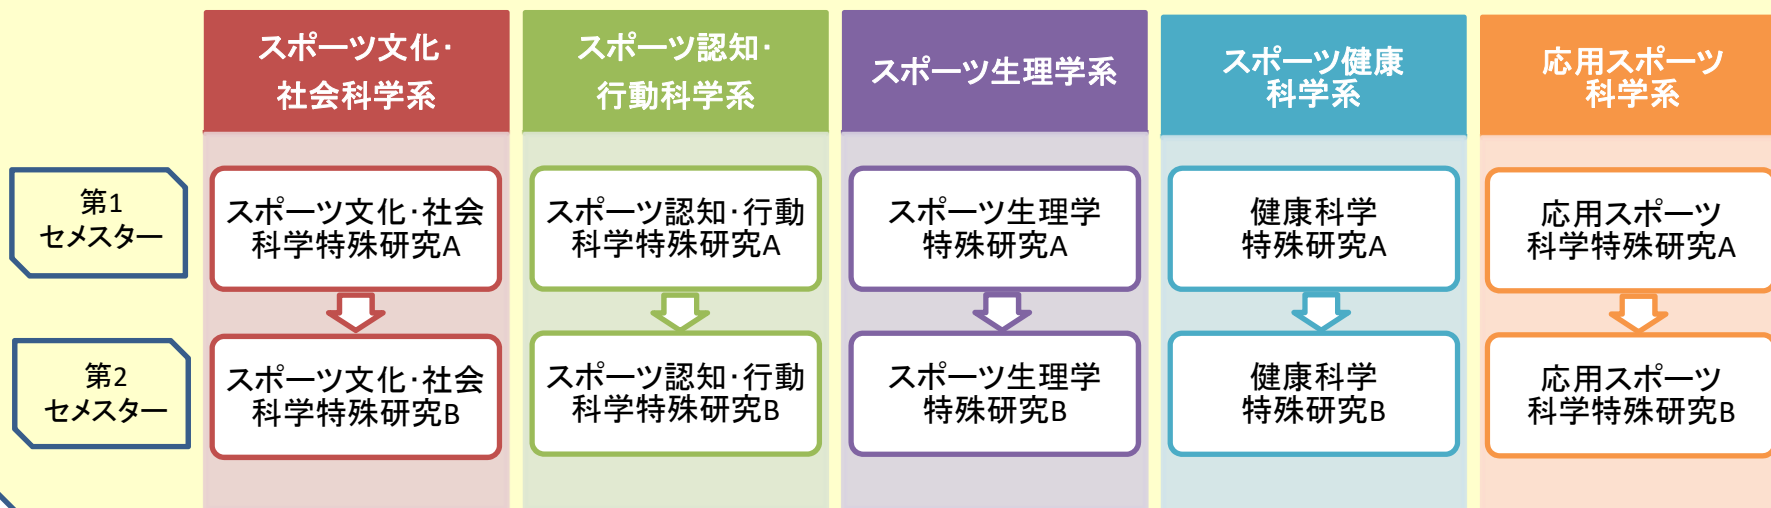 スポーツ文化・
社会科学系
スポーツ認知・
行動科学系
スポーツ生理学系
スポーツ健康
科学系
応用スポーツ
科学系
第1
セメスター
スポーツ文化・社会
科学特殊研究A
スポーツ認知・行動
科学特殊研究A
スポーツ生理学
特殊研究A
健康科学
特殊研究A
応用スポーツ
科学特殊研究A
第2
セメスター
スポーツ文化・社会
科学特殊研究B
スポーツ認知・行動
科学特殊研究B
スポーツ生理学
特殊研究B
健康科学
特殊研究B
応用スポーツ
科学特殊研究B